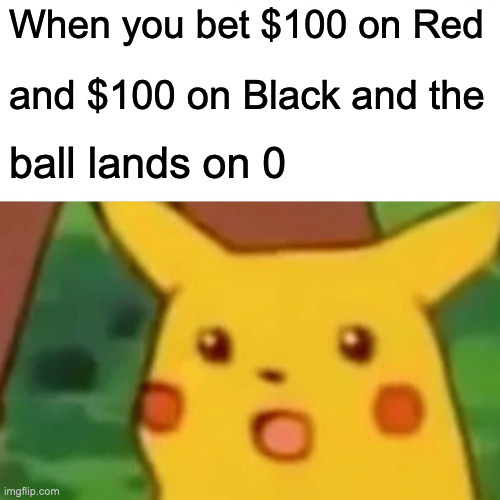 When you bet $100 on Red
and $100 on Black and the
ball lands on 0
imgflip.com